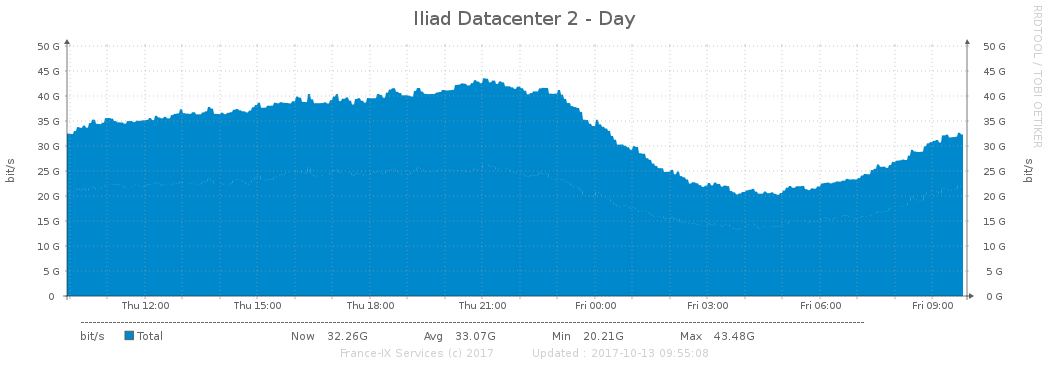 Iliad Datacenter 2 - Day
RRDTOOL / TOBI OETIKER
50 G 50 G
45 G 45 G
40 G 40 G
35 G 35 G
30 G 30 G
25 G 25 G
20 G 20 G
15 G 15 G
10 G 10 G
5 G 5 G
0 0 G
bit/s bit/s
Thu 12:00 Thu 15:00 Thu 18:00 Thu 21:00 Fri 00:00 Fri 03:00 Fri 06:00 Fri 09:00
bit/s Total Now 32.26G Avg 33.07G Min 20.21G Max 43.48G
France-IX Services (c) 2017 Updated : 2017-10-13 09:55:08